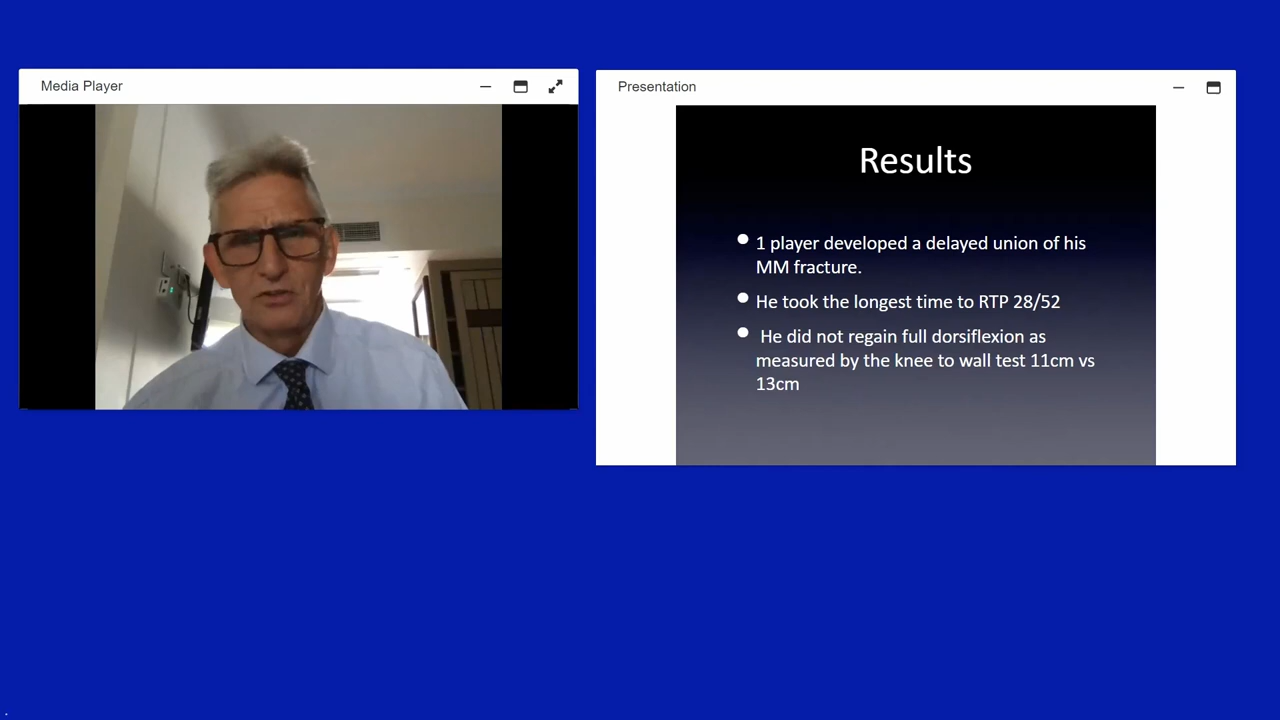 Media Player
Presentation
Results
1 player developed a delayed union of his
MM fracture.
He took the longest time to RTP 28/52
He did not regain full dorsiflexion as
measured by the knee to wall test 11cm vs
13cm